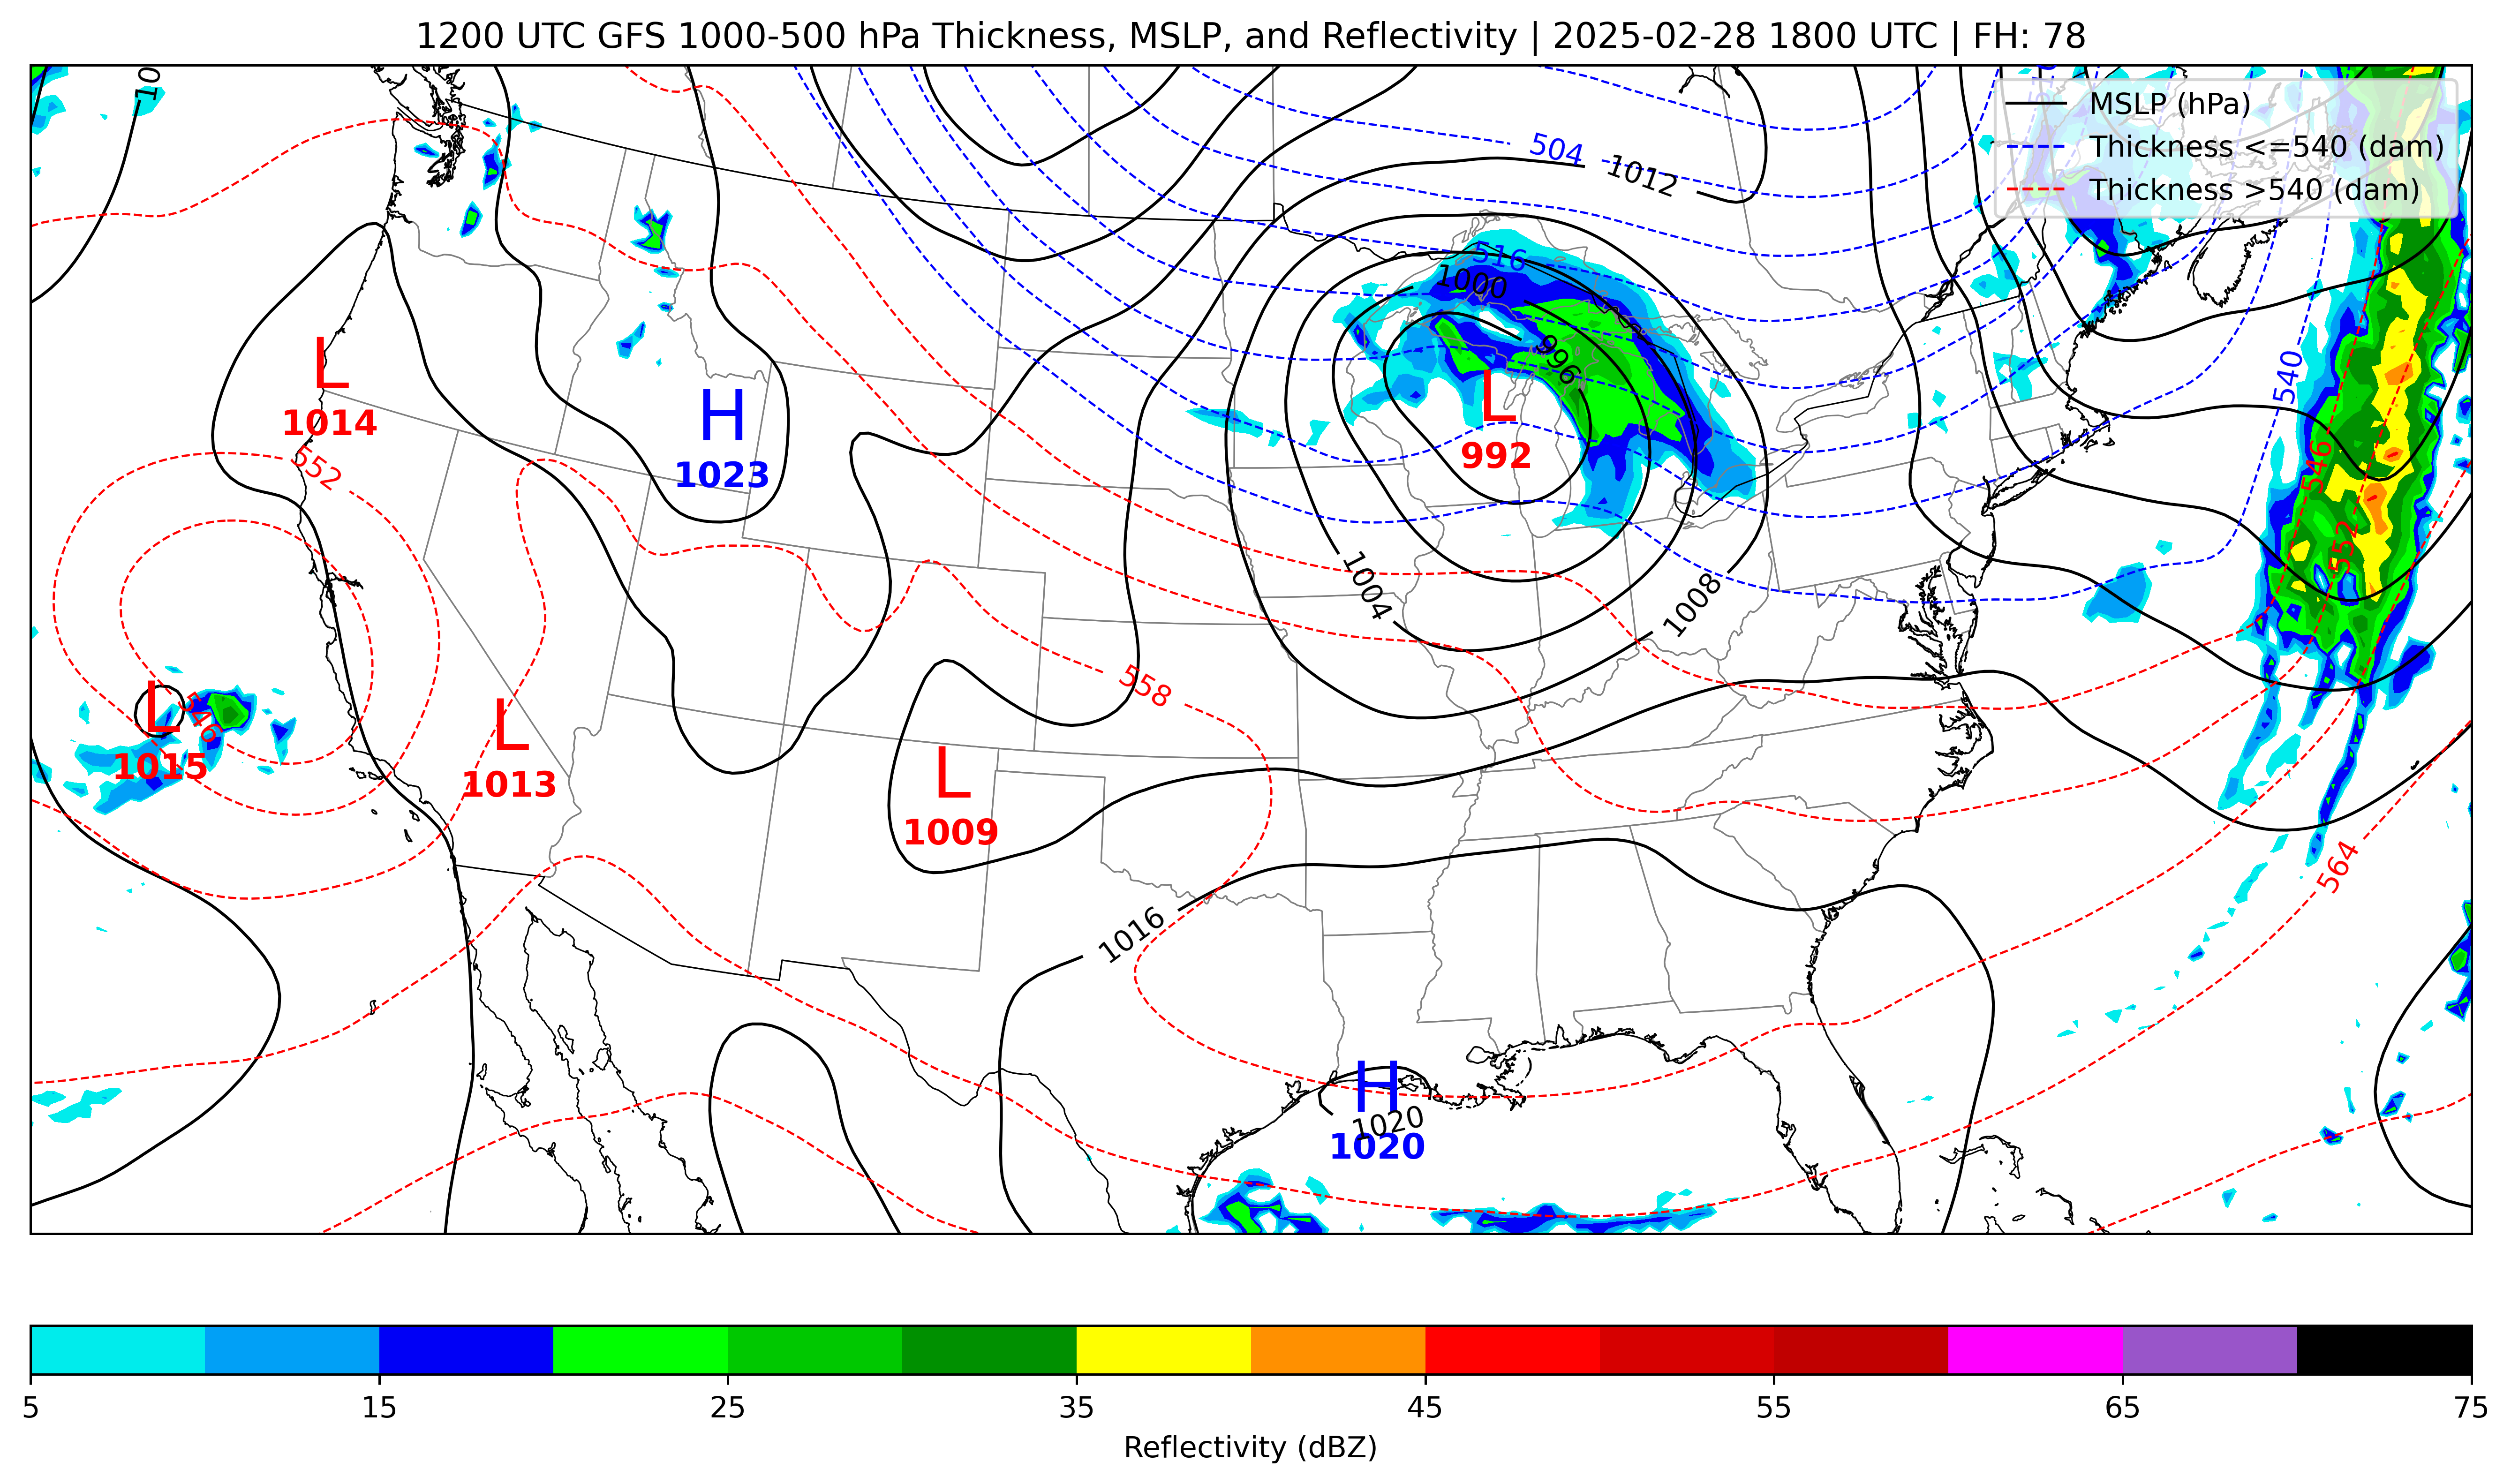 1200 UTC GFS 1000-500 hPa Thickness, MSLP, and Reflectivity | 2025-02-28 1800 UTC | FH: 78
10
MSLP (hPa)
Thickness <=540 (dam)
Thickness >540 (dam)
504
1012
516
1000
996
L
992
L
1014
H
1023
540
546
552
552
1004
1008
558
L
1015
546
L
1013
L
1009
564
1016
H
1020
1020
5
15
25
35
45
55
65
75
Reflectivity (dBZ)